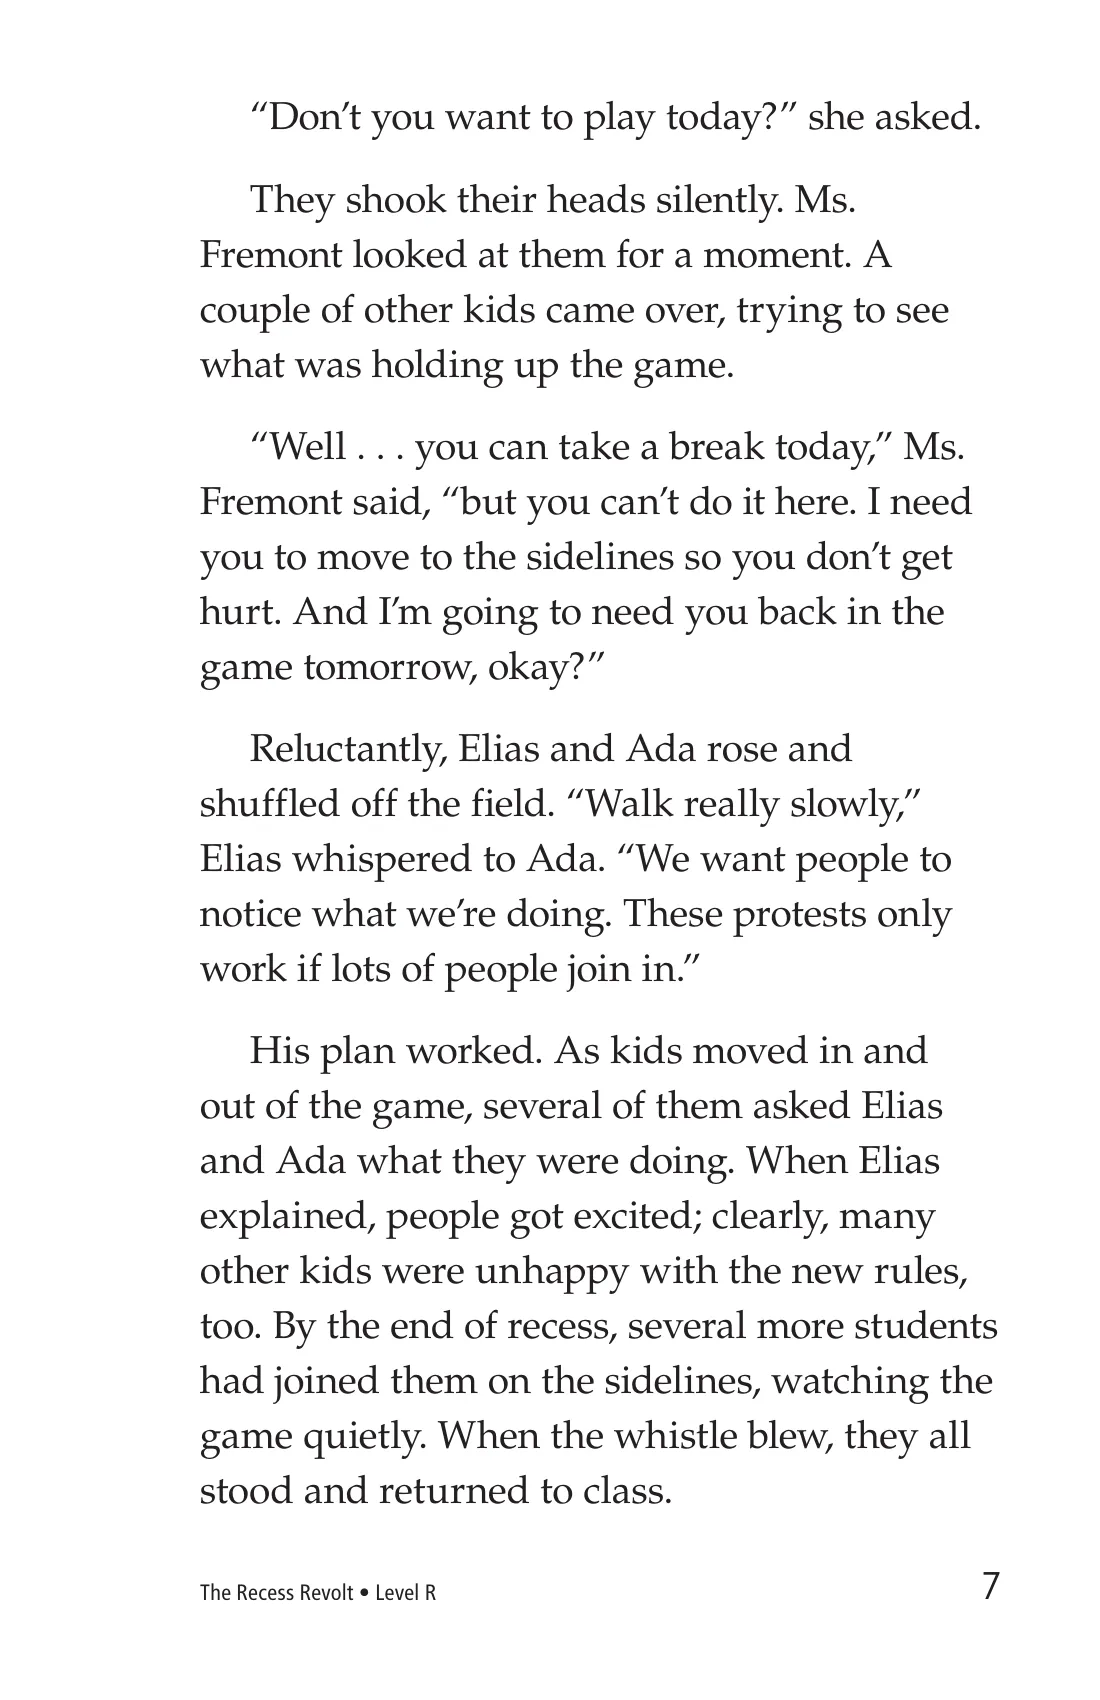 “Don’t you want to play today?” she asked.
They shook their heads silently. Ms.
Fremont looked at them for a moment. A
couple of other kids came over, trying to see
what was holding up the game.
“Well . . . you can take a break today,” Ms.
Fremont said, “but you can’t do it here. I need
you to move to the sidelines so you don’t get
hurt. And I’m going to need you back in the
game tomorrow, okay?”
Reluctantly, Elias and Ada rose and
shuffled off the field. “Walk really slowly,”
Elias whispered to Ada. “We want people to
notice what we’re doing. These protests only
work if lots of people join in.”
His plan worked. As kids moved in and
out of the game, several of them asked Elias
and Ada what they were doing. When Elias
explained, people got excited; clearly, many
other kids were unhappy with the new rules,
too. By the end of recess, several more students
had joined them on the sidelines, watching the
game quietly. When the whistle blew, they all
stood and returned to class.
The Recess Revolt • Level R
7